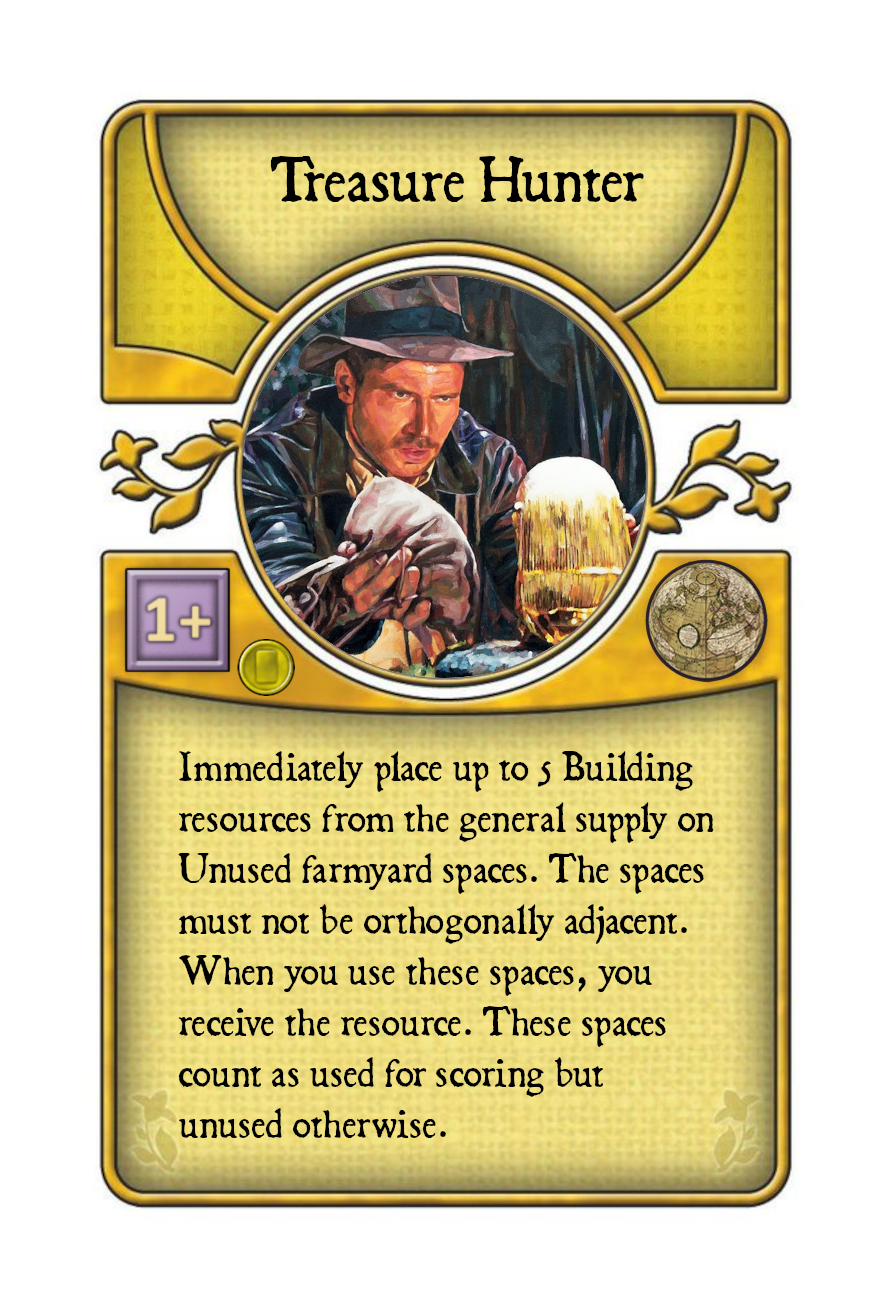 Treasure Hunter
1+
Immediately place up to 5 Building
resources from the general supply on
Unused farmyard spaces. The spaces
must not be orthogonally adjacent.
When you use these spaces, you
receive the resource. These spaces
count as used for scoring but
unused otherwise.